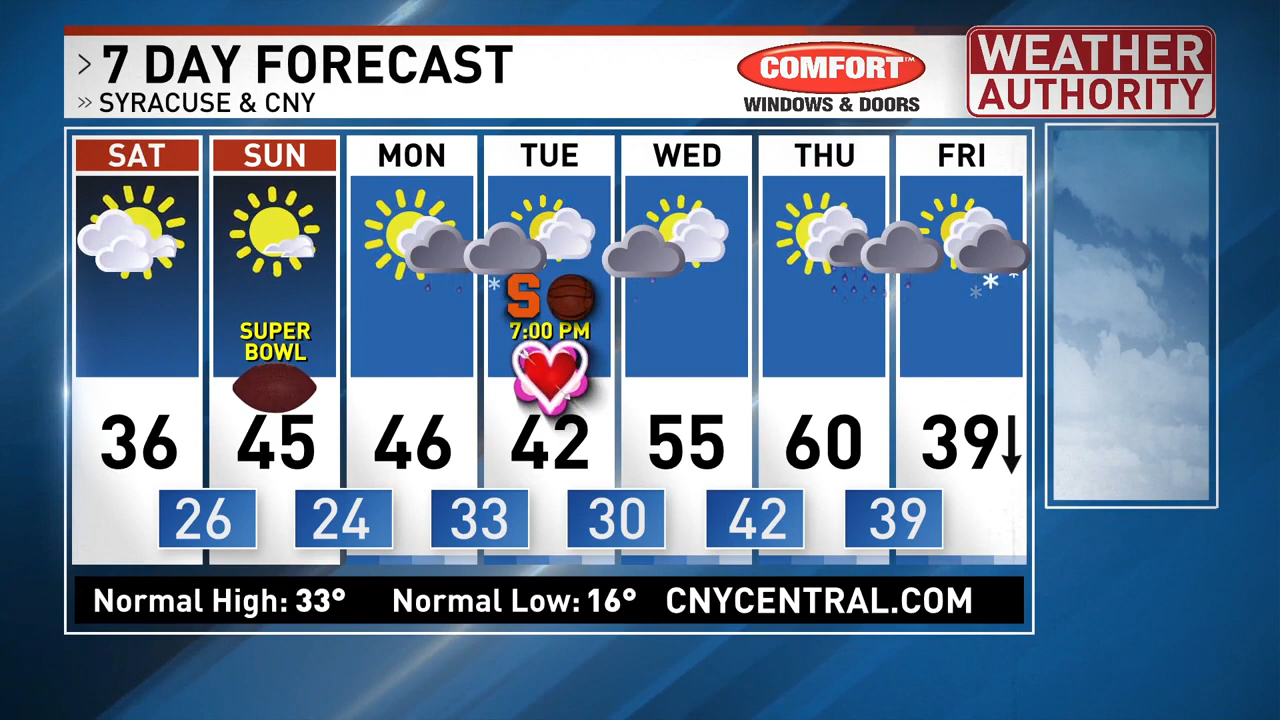 > 7 DAY FORECAST
» SYRACUSE & CNY
COMFORT™
WINDOWS & DOORS
WEATHER
AUTHORITY
SAT SUN MON TUE WED THU FRI
S
7:00 PM
SUPER
BOWL
36 45 46 42 55 60 39↓
26 24 33 30 42 39
Normal High: 33° Normal Low: 16° CNYCENTRAL.COM